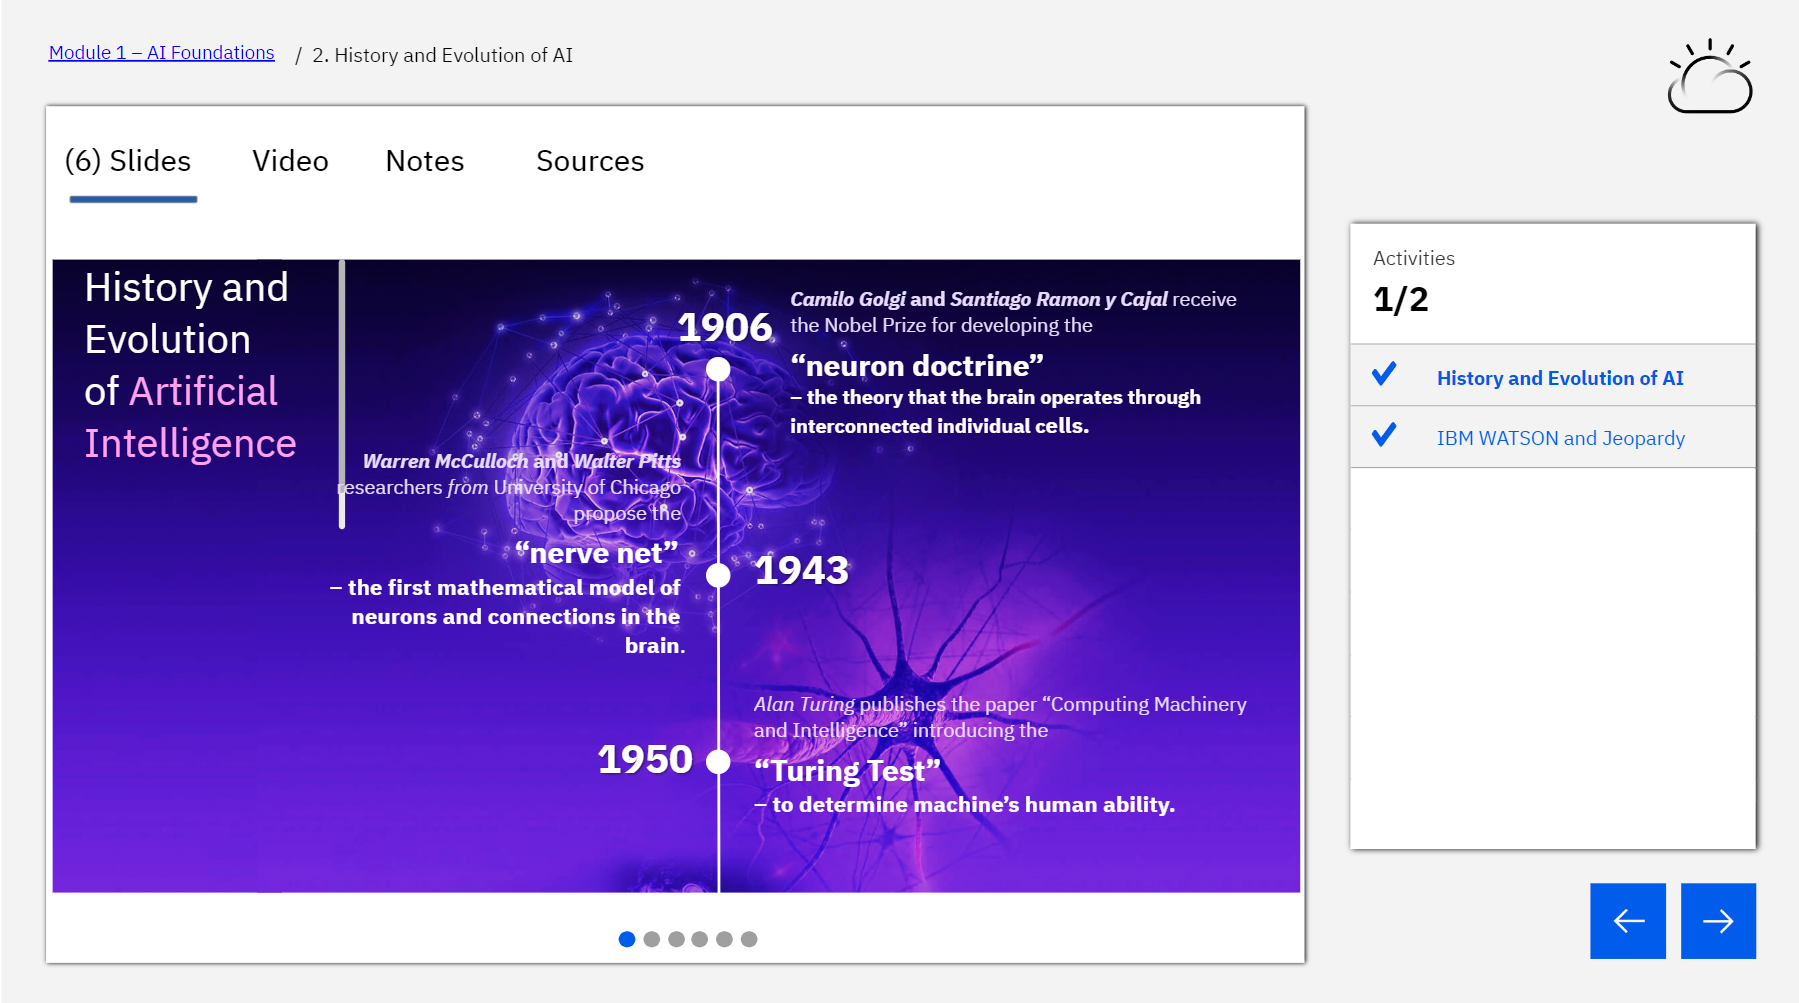 Module 1 – AI Foundations / 2. History and Evolution of AI
(6) Slides Video Notes Sources
History and
Evolution
of Artificial
Intelligence
1906
Camilo Golgi and Santiago Ramon y Cajal receive
the Nobel Prize for developing the
“neuron doctrine”
– the theory that the brain operates through
interconnected individual cells.
Warren McCulloch and Walter Pitts
researchers from University of Chicago
propose the
“nerve net”
– the first mathematical model of
neurons and connections in the
brain.
1943
1950
Alan Turing publishes the paper “Computing Machinery
and Intelligence” introducing the
“Turing Test”
– to determine machine’s human ability.
Activities
1/2
History and Evolution of AI
IBM WATSON and Jeopardy